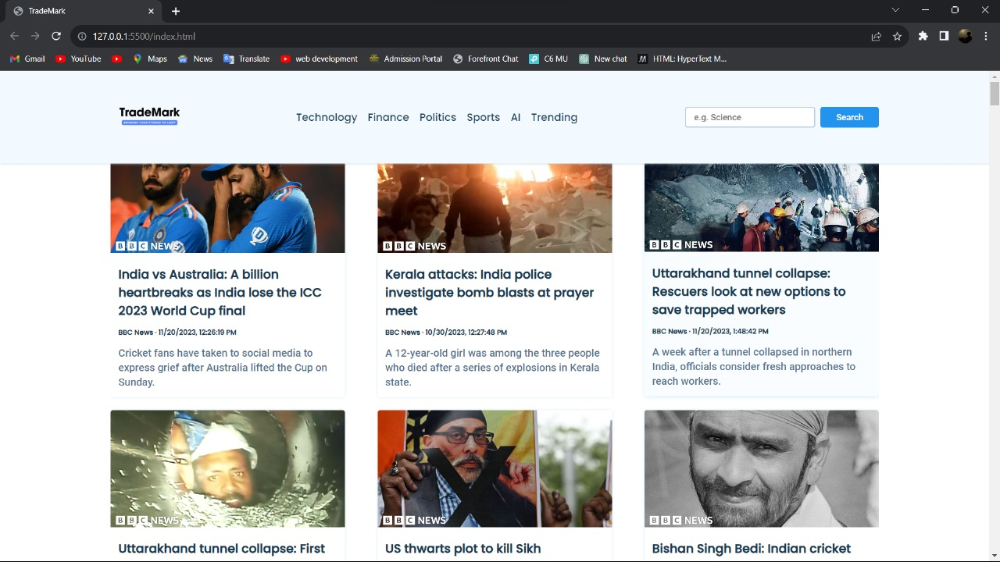 TradeMark
127.0.0.1:5500/index.html
Gmail YouTube Maps News Translate web development Admission Portal Forefront Chat C6 MU New chat HTML: HyperText M...
TradeMark
BRINGING YOUR STORIES TO LIGHT
Technology Finance Politics Sports AI Trending
e.g. Science
Search
BBC NEWS
India vs Australia: A billion
heartbreaks as India lose the ICC
2023 World Cup final
BBC News · 11/20/2023, 12:26:19 PM
Cricket fans have taken to social media to
express grief after Australia lifted the Cup on
Sunday.
BBC NEWS
Kerala attacks: India police
investigate bomb blasts at prayer
meet
BBC News · 10/30/2023, 12:27:48 PM
A 12-year-old girl was among the three people
who died after a series of explosions in Kerala
state.
BBC NEWS
Uttarakhand tunnel collapse:
Rescuers look at new options to
save trapped workers
BBC News · 11/20/2023, 1:48:42 PM
A week after a tunnel collapsed in northern
India, officials consider fresh approaches to
reach workers.
BBC NEWS
Uttarakhand tunnel collapse: First
BBC NEWS
US thwarts plot to kill Sikh
BBC NEWS
Bishan Singh Bedi: Indian cricket